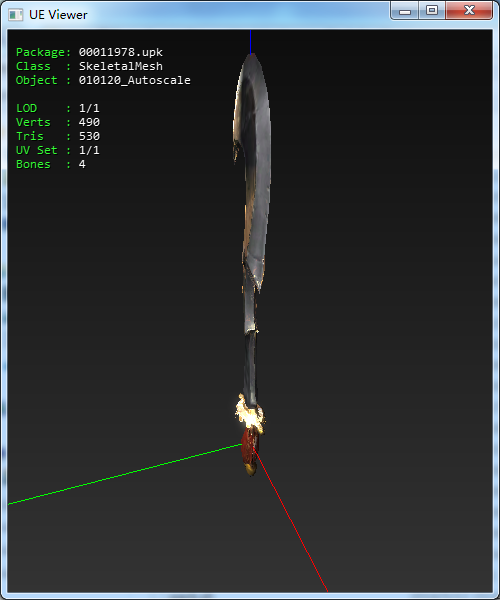 UE Viewer
Package: 00011978.upk
Class  : SkeletalMesh
Object : 010120_Autoscale
LOD    : 1/1
Verts  : 490
Tris   : 530
UV Set : 1/1
Bones  : 4